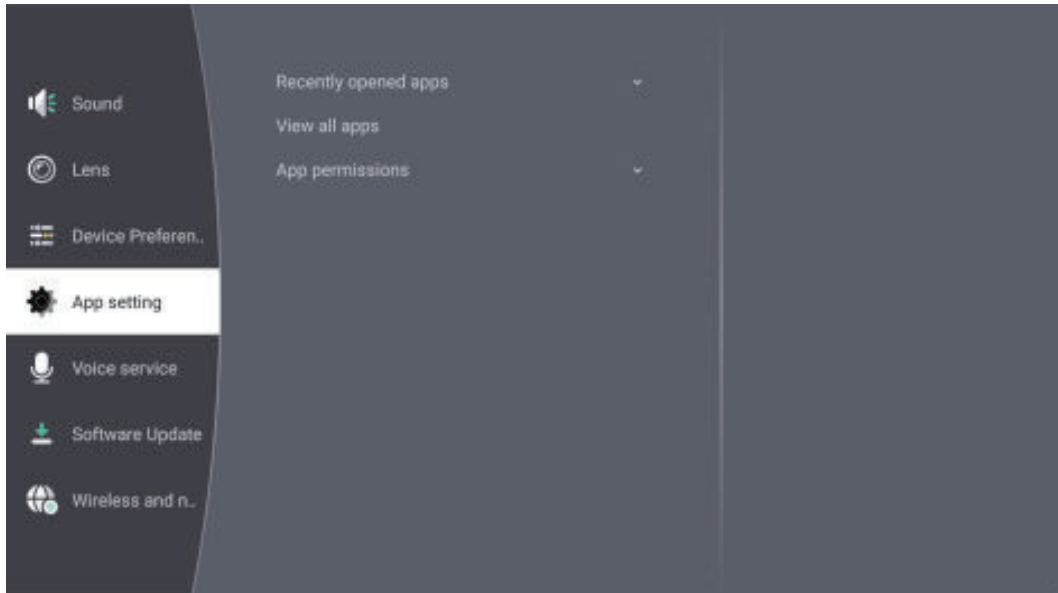 Sound
Lens
Device Preferen..
App setting
Voice service
Software Update
Wireless and n..
Recently opened apps
View all apps
App permissions